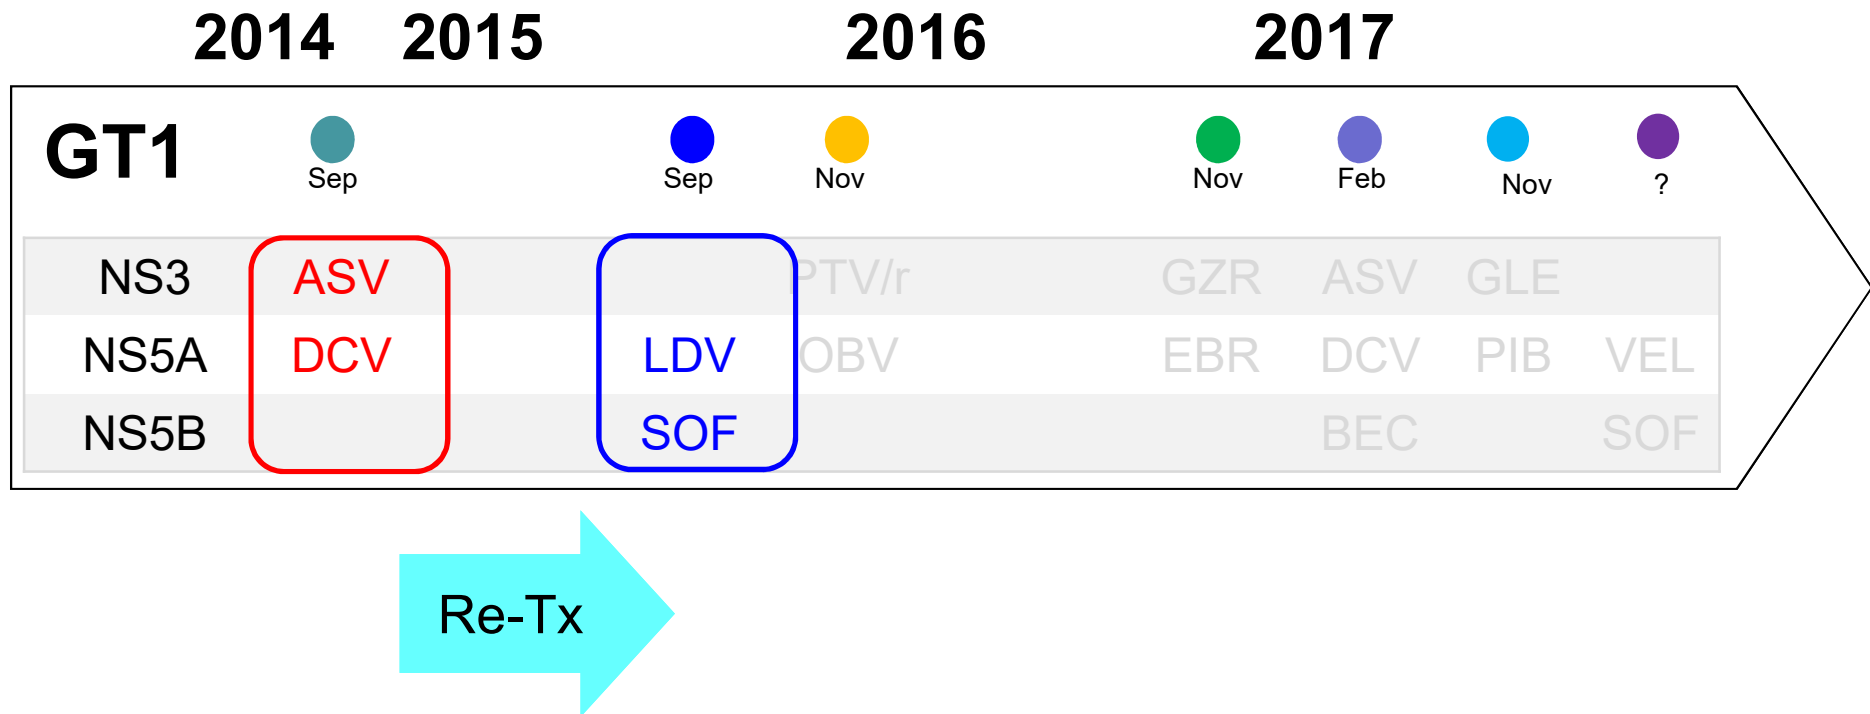 2014 2015 2016 2017
GT1
Sep Sep Nov Nov Feb Nov ?
NS3 ASV PTV/r GZR ASV GLE
NS5A DCV LDV OBV EBR DCV PIB VEL
NS5B SOF BEC SOF
Re-Tx